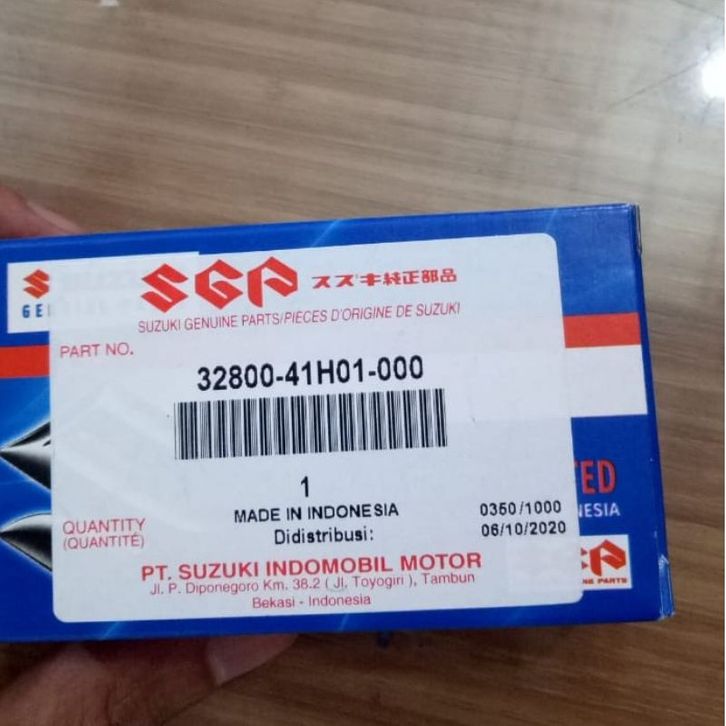 SGP スズキ純正部品
SUZUKI GENUINE PARTS/PIÈCES D'ORIGINE DE SUZUKI
PART NO.
32800-41H01-000
1
MADE IN INDONESIA
Didistribusi:
0350/1000
06/10/2020
QUANTITY
(QUANTITÉ)
PT. SUZUKI INDOMOBIL MOTOR
Jl. P. Diponegoro Km. 38.2 ( Jl. Toyogiri ), Tambun
Bekasi - Indonesia